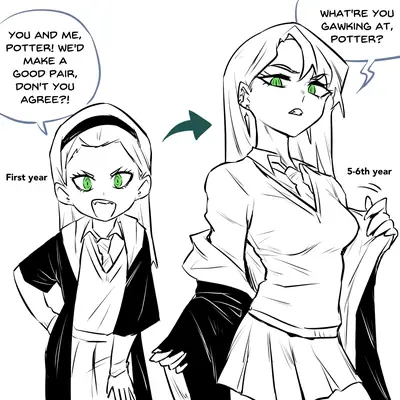 YOU AND ME,
POTTER! WE'D
MAKE A
GOOD PAIR,
DON'T YOU
AGREE?!
WHAT'RE YOU
GAWKING AT,
POTTER?
First year
5-6th year